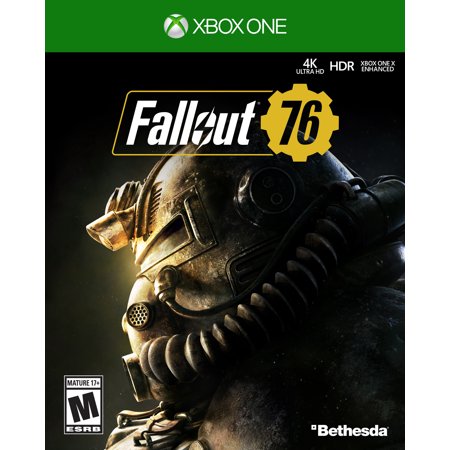 XBOX ONE
4K
ULTRA HD
HDR
XBOX ONE X
ENHANCED
Fallout 76
MATURE 17+
M
ESRB
Bethesda